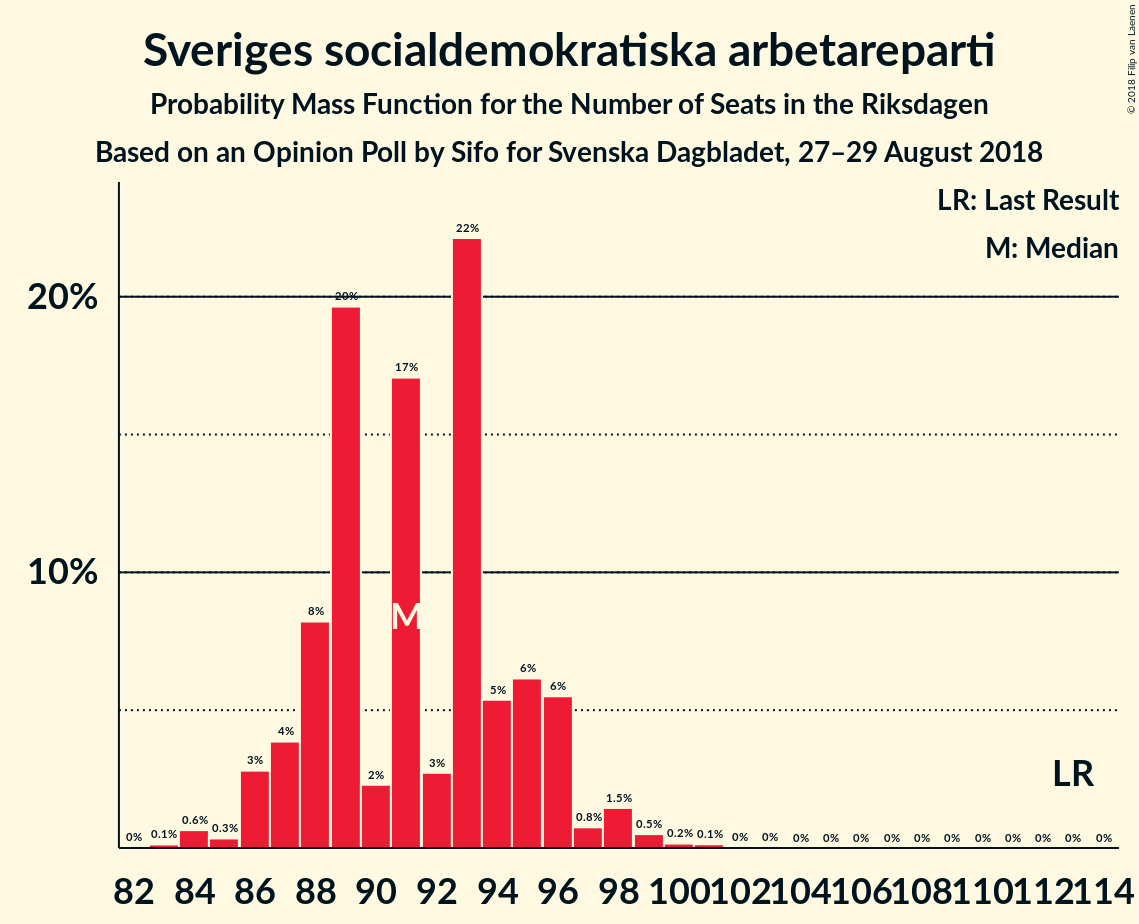 Sveriges socialdemokratiska arbetareparti
Probability Mass Function for the Number of Seats in the Riksdagen
Based on an Opinion Poll by Sifo for Svenska Dagbladet, 27–29 August 2018
© 2018 Filip van Laenen
LR: Last Result
M: Median
20%
10%
0% 0.1% 0.6% 0.3% 3% 4% 8% 20% 2% 17% 3% 22% 5% 6% 6% 0.8% 1.5% 0.5% 0.2% 0.1% 0% 0% 0% 0% 0% 0% 0% 0% 0% 0% 0% 0% 0%
M
LR
82 84 86 88 90 92 94 96 98 100 102 104 106 108 110 112 114